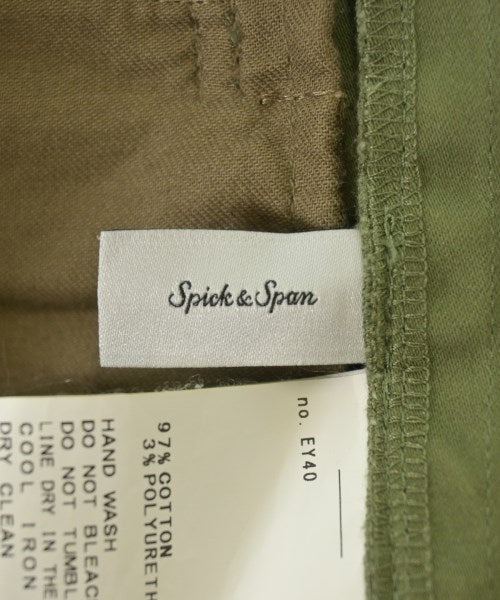 Spick & Span
no. EY40
97% COTTON
3% POLYURETH
HAND WASH
DO NOT BLEAC
DO NOT TUMBL
LINE DRY IN THE
COOL IRON
DRY CLEAN